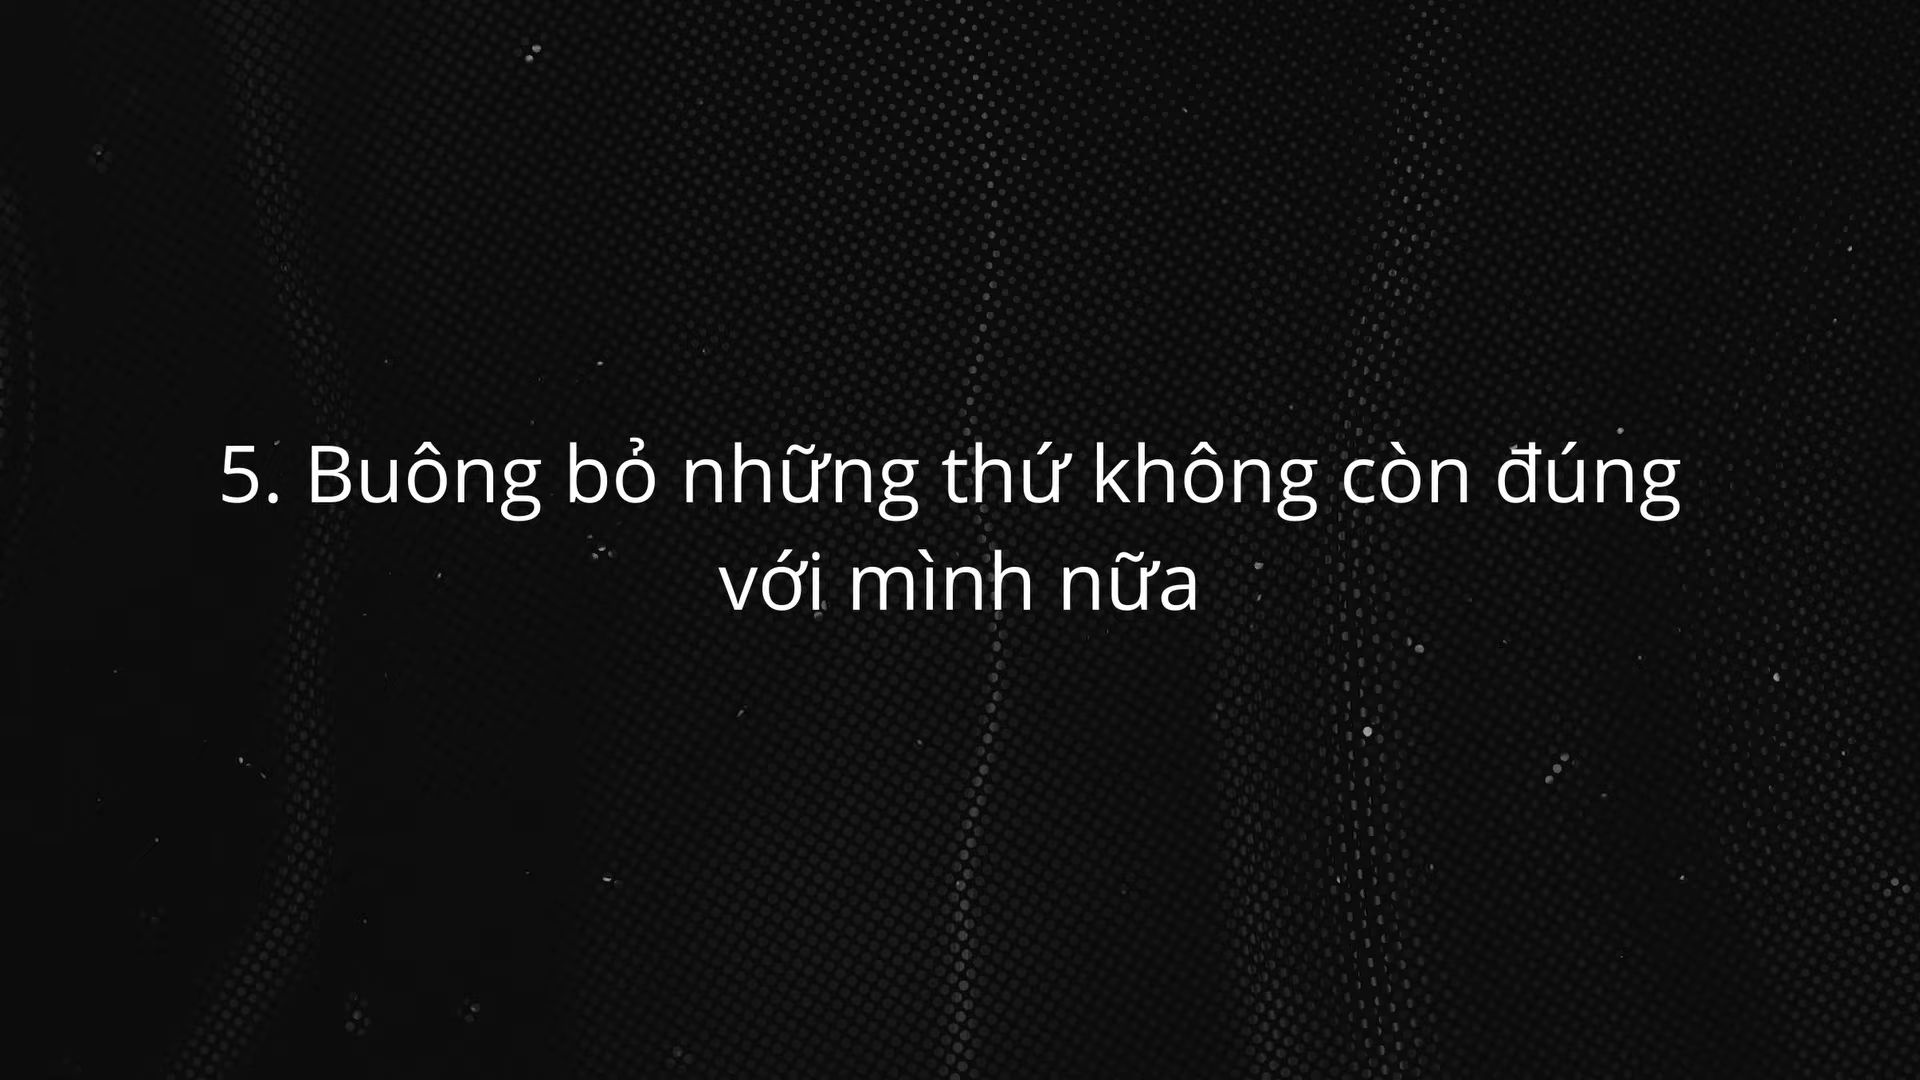 5. Buông bỏ những thứ không còn đúng
với mình nữa